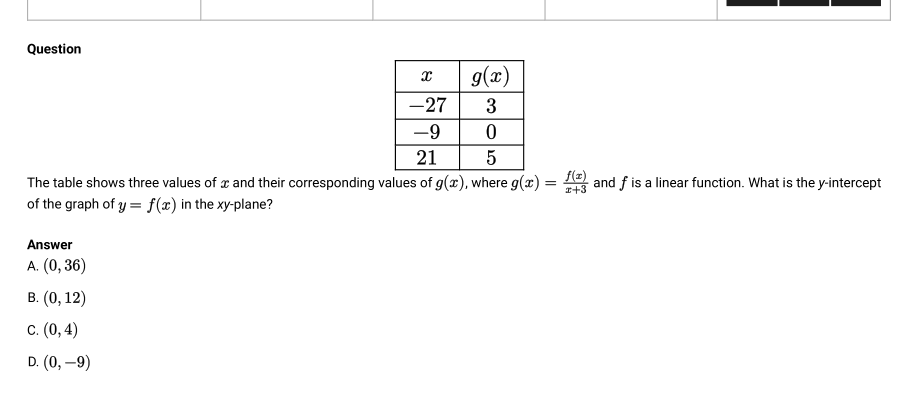 Question
x g(x)
−27 3
−9 0
21 5
The table shows three values of x and their corresponding values of g(x), where g(x) = f(x)/x+3 and f is a linear function. What is the y-intercept
of the graph of y = f(x) in the xy-plane?
Answer
A. (0, 36)
B. (0, 12)
C. (0, 4)
D. (0, −9)